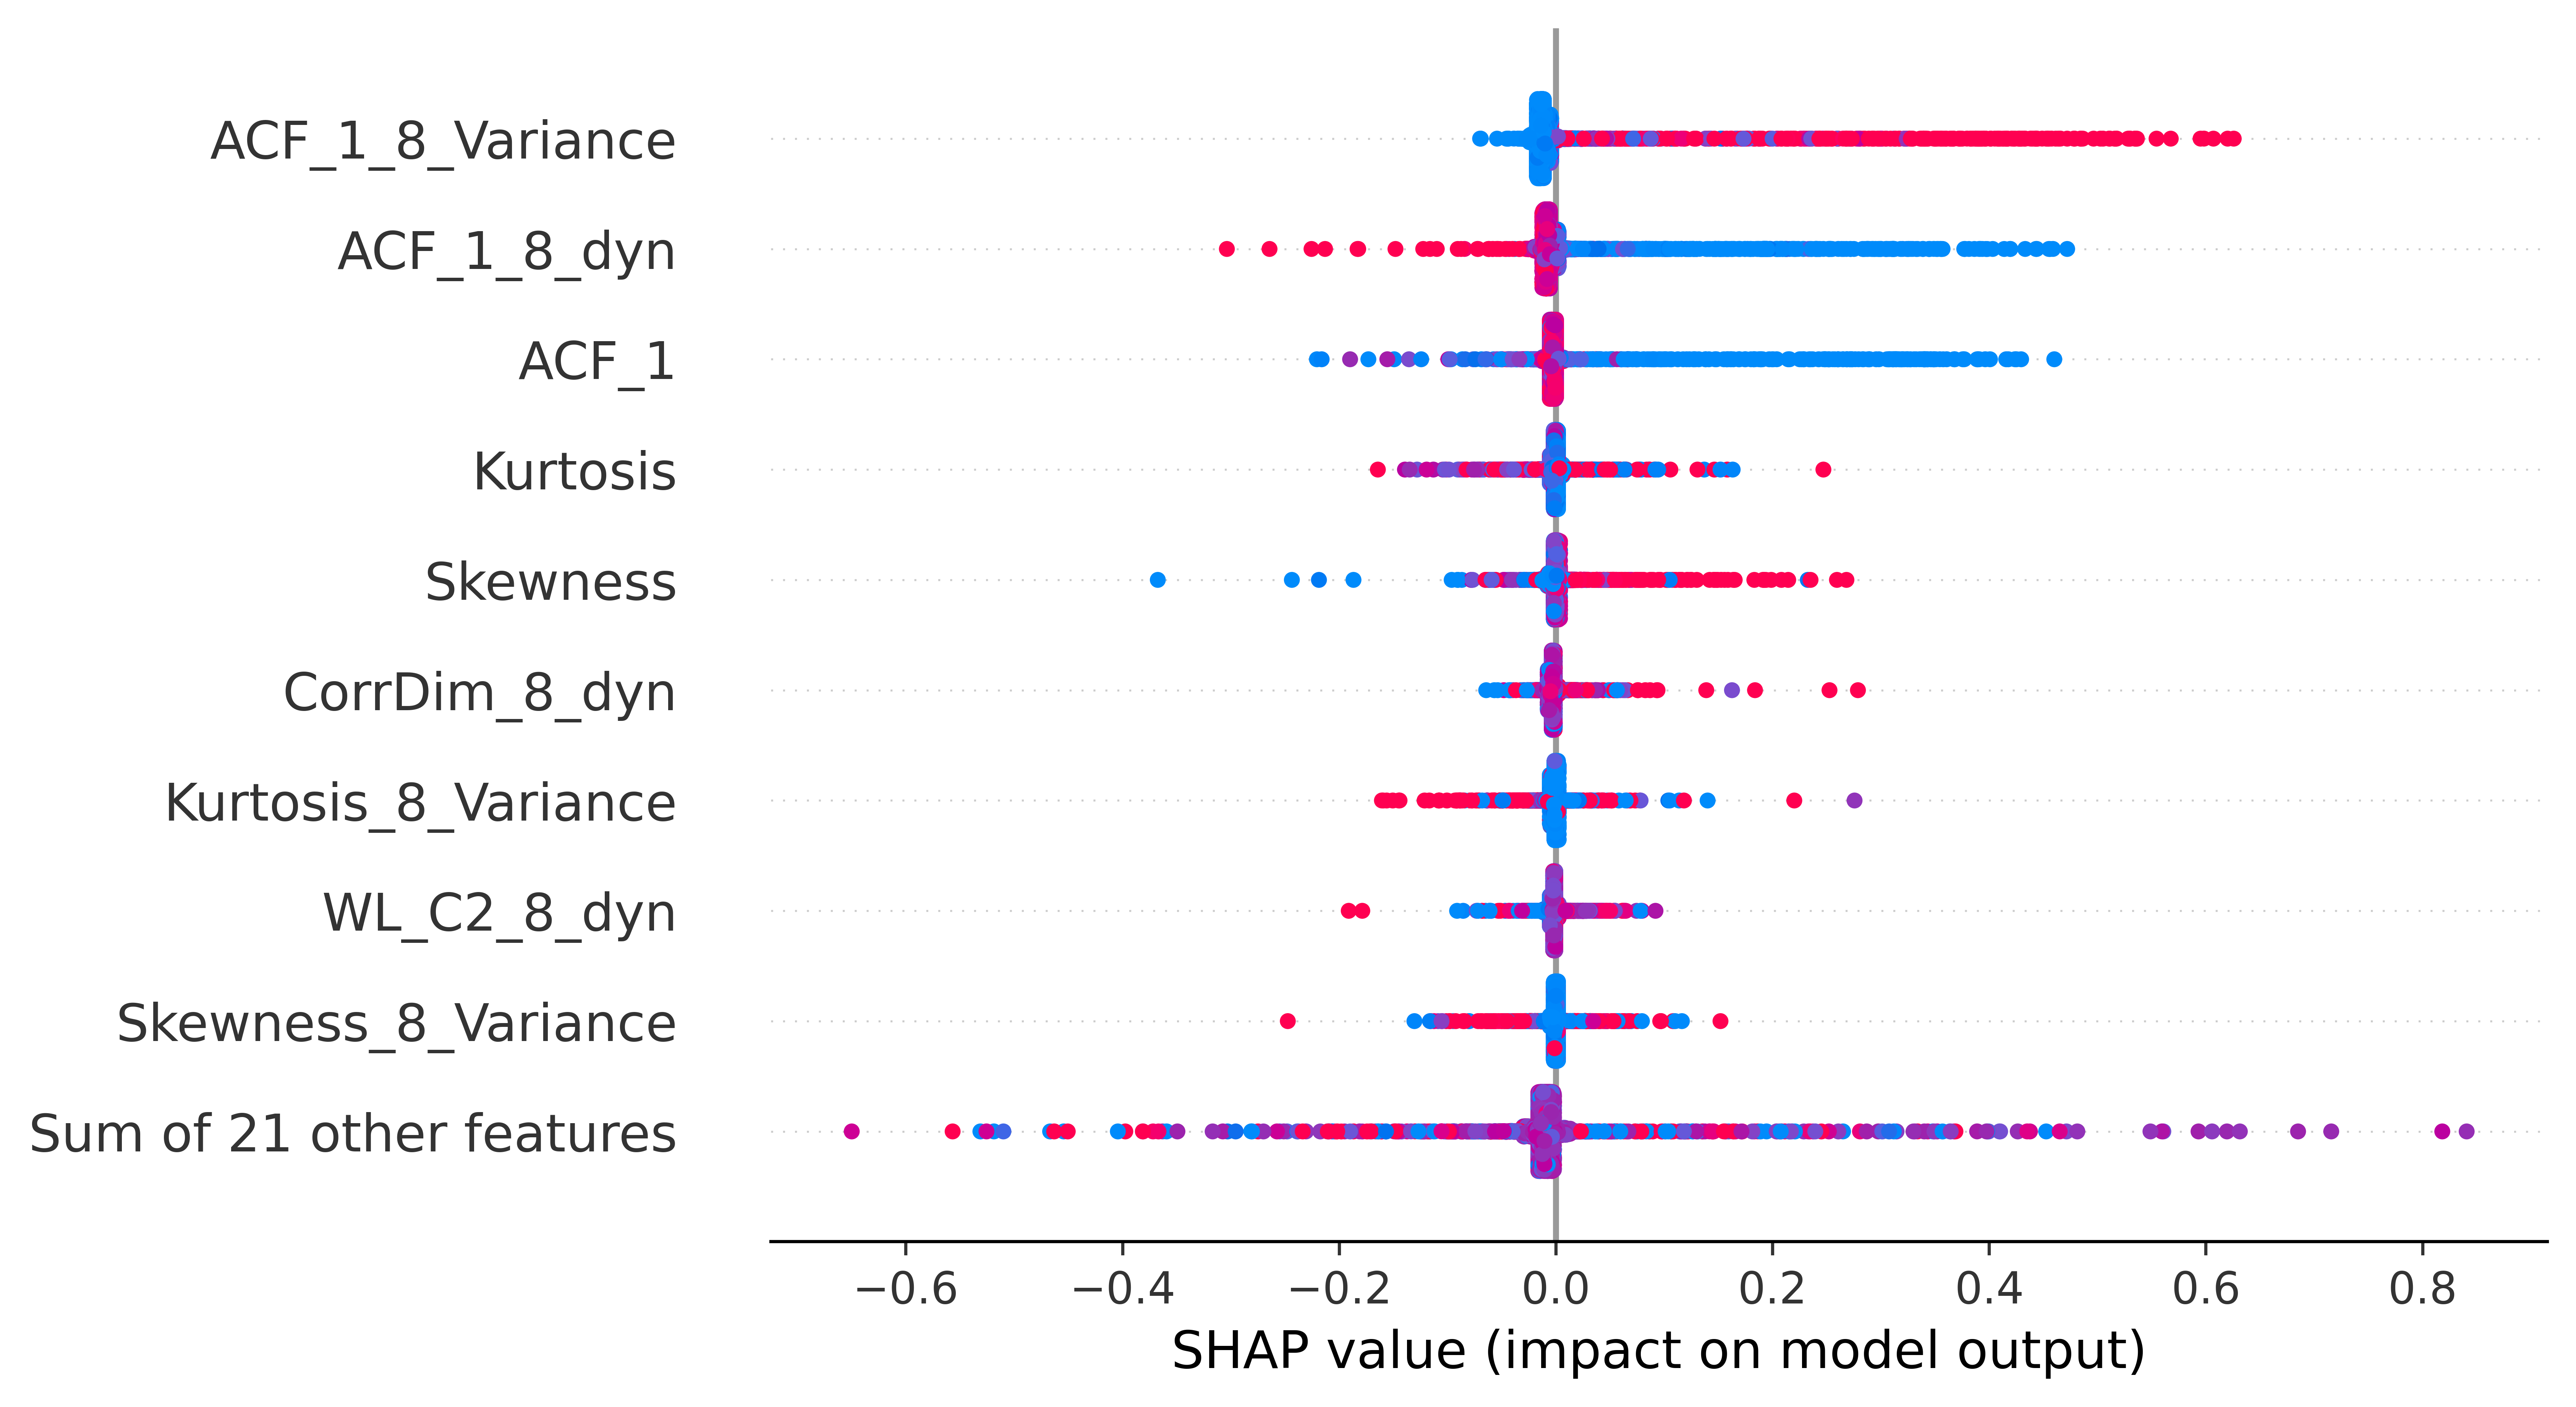 ACF_1_8_Variance
ACF_1_8_dyn
ACF_1
Kurtosis
Skewness
CorrDim_8_dyn
Kurtosis_8_Variance
WL_C2_8_dyn
Skewness_8_Variance
Sum of 21 other features
−0.6 −0.4 −0.2 0.0 0.2 0.4 0.6 0.8
SHAP value (impact on model output)